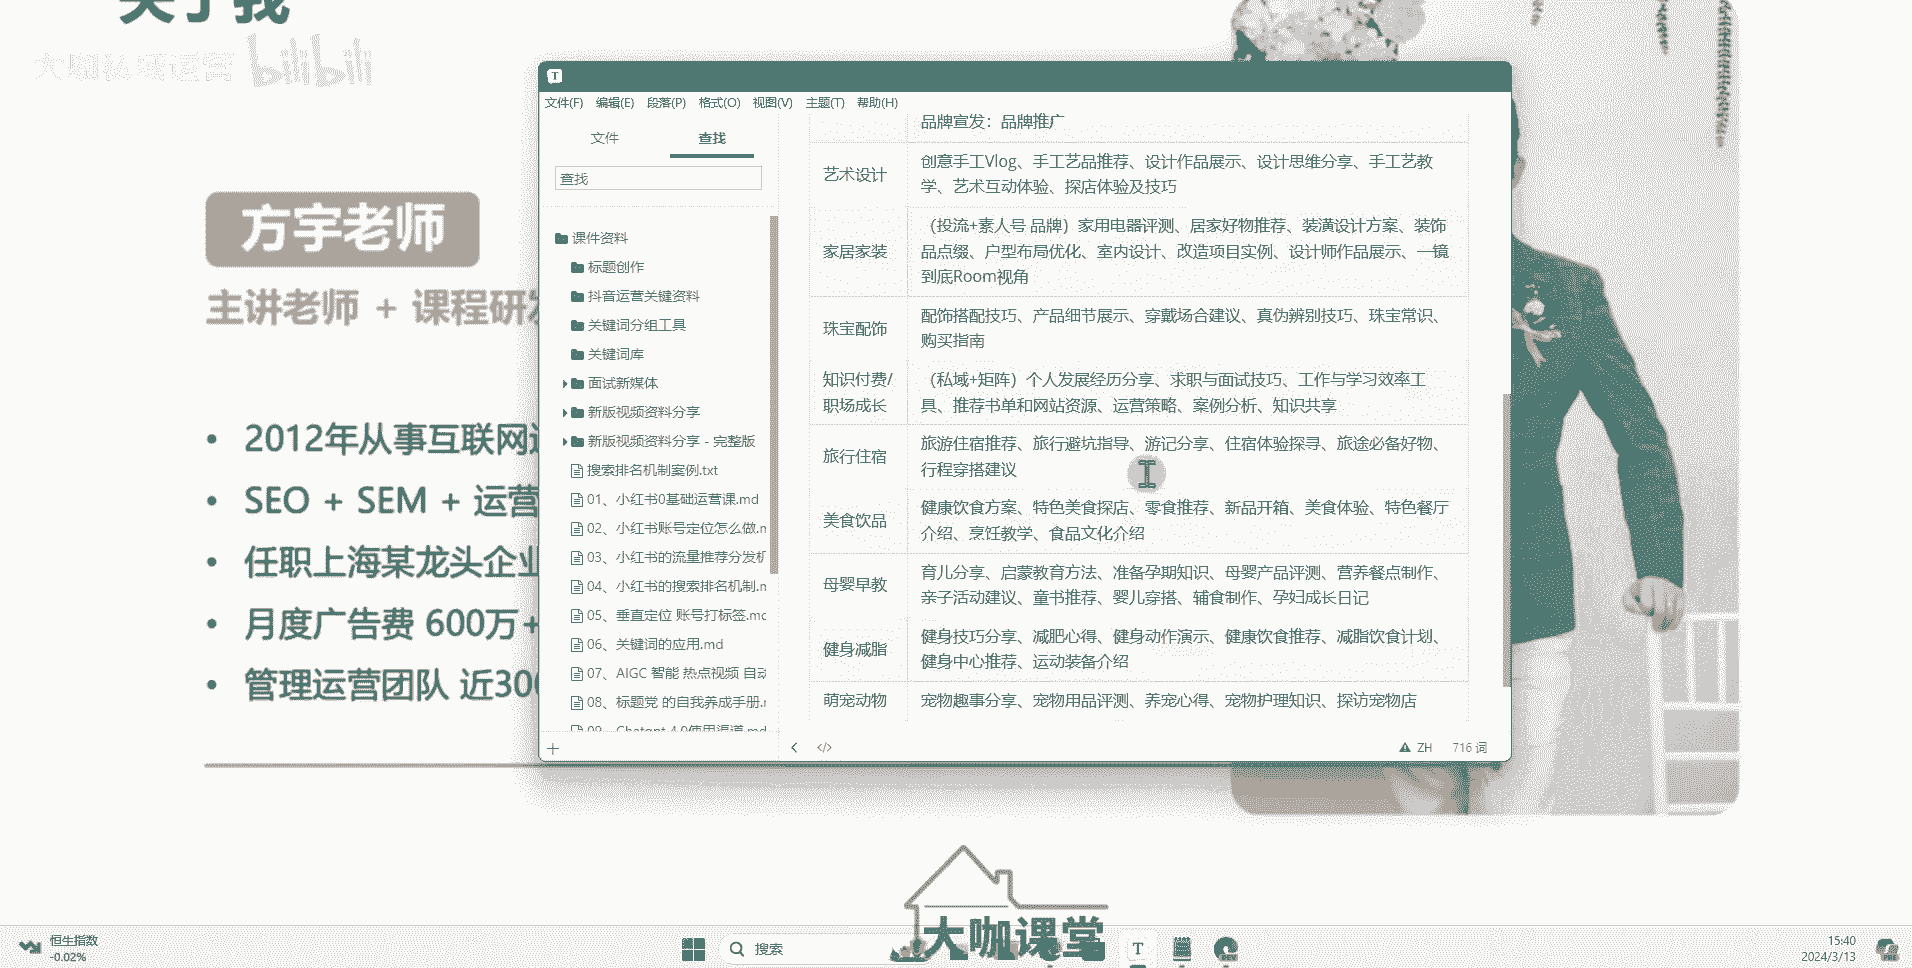 关于我
大咖私域运营 bilibili
方宇老师
主讲老师 + 课程研发
• 2012年从事互联网
• SEO + SEM + 运营
• 任职上海某龙头企业
• 月度广告费 600万+
• 管理运营团队 近300
T
文件(F) 编辑(E) 段落(P) 格式(O) 视图(V) 主题(T) 帮助(H)
文件 查找
查找
课件资料
标题创作
抖音运营关键资料
关键词分组工具
关键词库
面试新媒体
新版视频资料分享
新版视频资料分享 - 完整版
搜索排名机制案例.txt
01、小红书0基础运营课.md
02、小红书账号定位怎么做.m
03、小红书的流量推荐分发机
04、小红书的搜索排名机制.m
05、垂直定位 账号打标签.md
06、关键词的应用.md
07、AIGC 智能 热点视频 自动
08、标题党 的自我养成手册.m
09、Chatgpt 4.0使用渠道.md
品牌宣发：品牌推广
艺术设计
创意手工Vlog、手工艺品推荐、设计作品展示、设计思维分享、手工艺教
学、艺术互动体验、探店体验及技巧
家居家装
（投流+素人号 品牌）家用电器评测、居家好物推荐、装潢设计方案、装饰
品点缀、户型布局优化、室内设计、改造项目实例、设计师作品展示、一镜
到底Room视角
珠宝配饰
配饰搭配技巧、产品细节展示、穿戴场合建议、真伪辨别技巧、珠宝常识、
购买指南
知识付费/
职场成长
（私域+矩阵）个人发展经历分享、求职与面试技巧、工作与学习效率工
具、推荐书单和网站资源、运营策略、案例分析、知识共享
旅行住宿
旅游住宿推荐、旅行避坑指导、游记分享、住宿体验探寻、旅途必备好物、
行程穿搭建议
美食饮品
健康饮食方案、特色美食探店、零食推荐、新品开箱、美食体验、特色餐厅
介绍、烹饪教学、食品文化介绍
母婴早教
育儿分享、启蒙教育方法、准备孕期知识、母婴产品评测、营养餐点制作、
亲子活动建议、童书推荐、婴儿穿搭、辅食制作、孕妇成长日记
健身减脂
健身技巧分享、减肥心得、健身动作演示、健康饮食推荐、减脂饮食计划、
健身中心推荐、运动装备介绍
萌宠动物
宠物趣事分享、宠物用品评测、养宠心得、宠物护理知识、探访宠物店
ZH 716 词
大咖课堂
恒生指数
-0.02%
搜索
T
DEV
15:40
2024/3/13
PRE